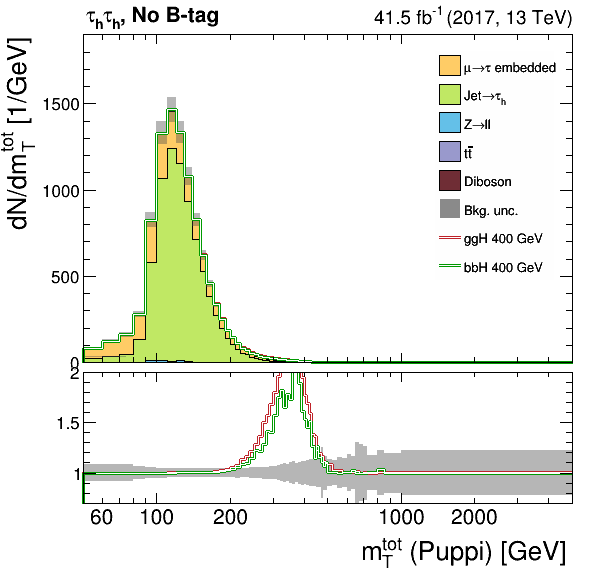 τhτh, No B-tag
41.5 fb⁻¹ (2017, 13 TeV)
dN/dmTtot [1/GeV]
1500
1000
500
0
μ→τ embedded
Jet→τh
Z→ll
tt̄
Diboson
Bkg. unc.
ggH 400 GeV
bbH 400 GeV
2
1.5
1
60 100 200 1000 2000
mTtot (Puppi) [GeV]